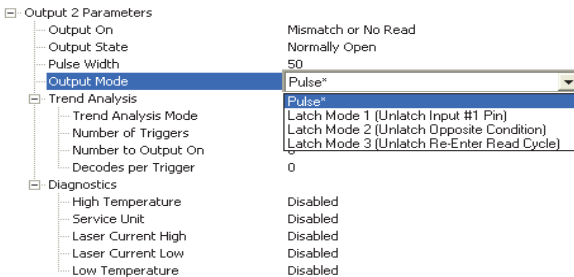 Output 2 Parameters
Output On Mismatch or No Read
Output State Normally Open
Pulse Width 50
Output Mode Pulse*
Pulse*
Trend Analysis
Latch Mode 1 (Unlatch Input #1 Pin)
Trend Analysis Mode
Latch Mode 2 (Unlatch Opposite Condition)
Number of Triggers
Latch Mode 3 (Unlatch Re-Enter Read Cycle)
Number to Output On
Decodes per Trigger 0
Diagnostics
High Temperature Disabled
Service Unit Disabled
Laser Current High Disabled
Laser Current Low Disabled
Low Temperature Disabled